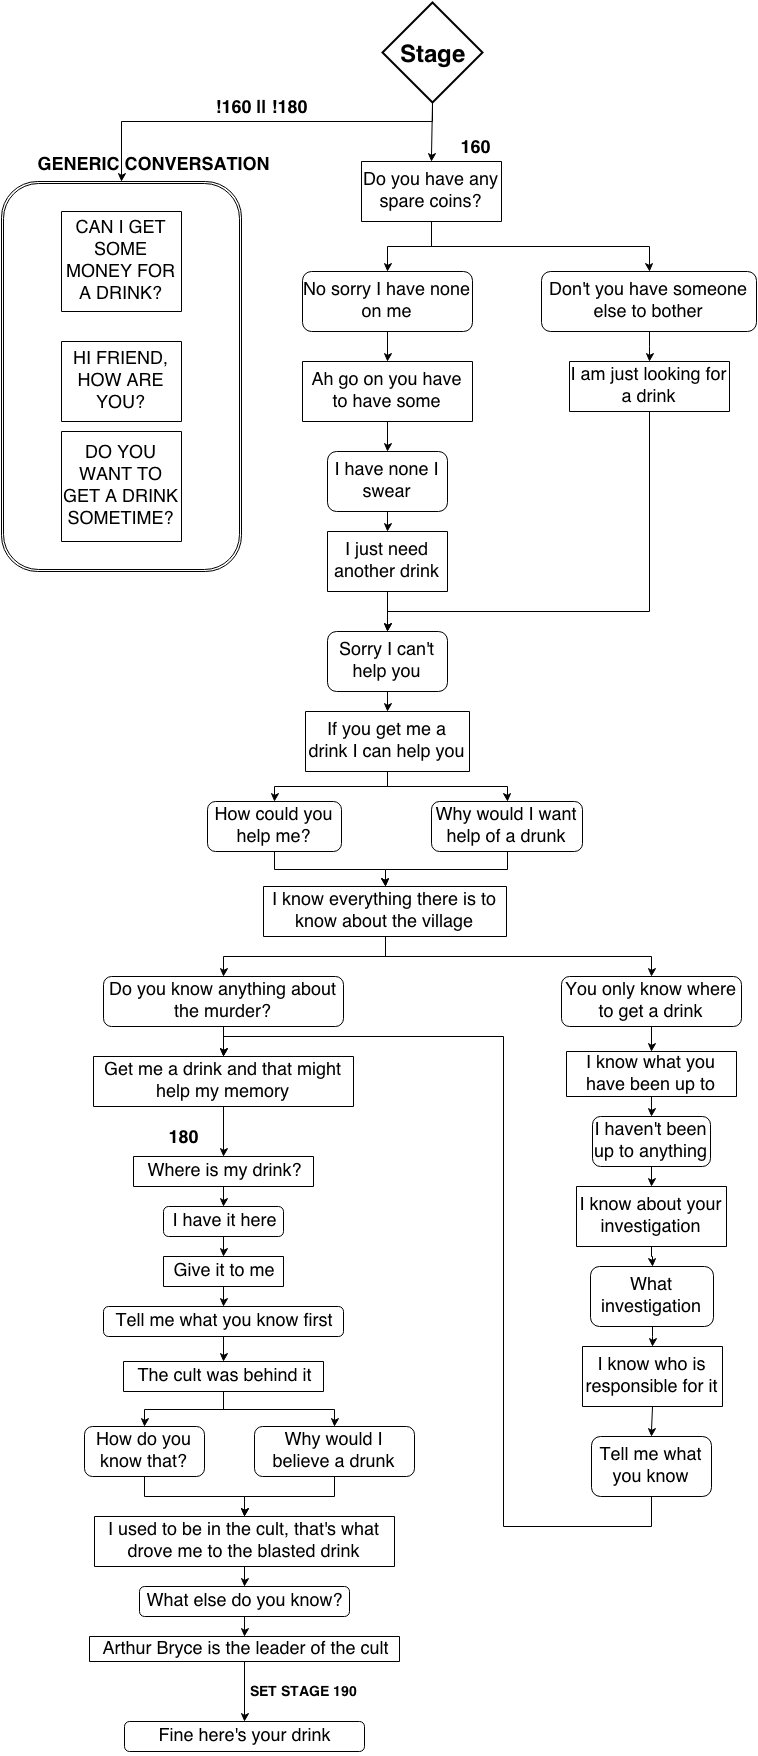 Stage
!160 || !180
160
GENERIC CONVERSATION
Do you have any
spare coins?
CAN I GET
SOME
MONEY FOR
A DRINK?
HI FRIEND,
HOW ARE
YOU?
DO YOU
WANT TO
GET A DRINK
SOMETIME?
No sorry I have none
on me
Don't you have someone
else to bother
Ah go on you have
to have some
I am just looking for
a drink
I have none I
swear
I just need
another drink
Sorry I can't
help you
If you get me a
drink I can help you
How could you
help me?
Why would I want
help of a drunk
I know everything there is to
know about the village
Do you know anything about
the murder?
You only know where
to get a drink
Get me a drink and that might
help my memory
I know what you
have been up to
I haven't been
up to anything
180
Where is my drink?
I know about your
investigation
I have it here
Give it to me
What
investigation
Tell me what you know first
The cult was behind it
I know who is
responsible for it
How do you
know that?
Why would I
believe a drunk
Tell me what
you know
I used to be in the cult, that's what
drove me to the blasted drink
What else do you know?
Arthur Bryce is the leader of the cult
SET STAGE 190
Fine here's your drink